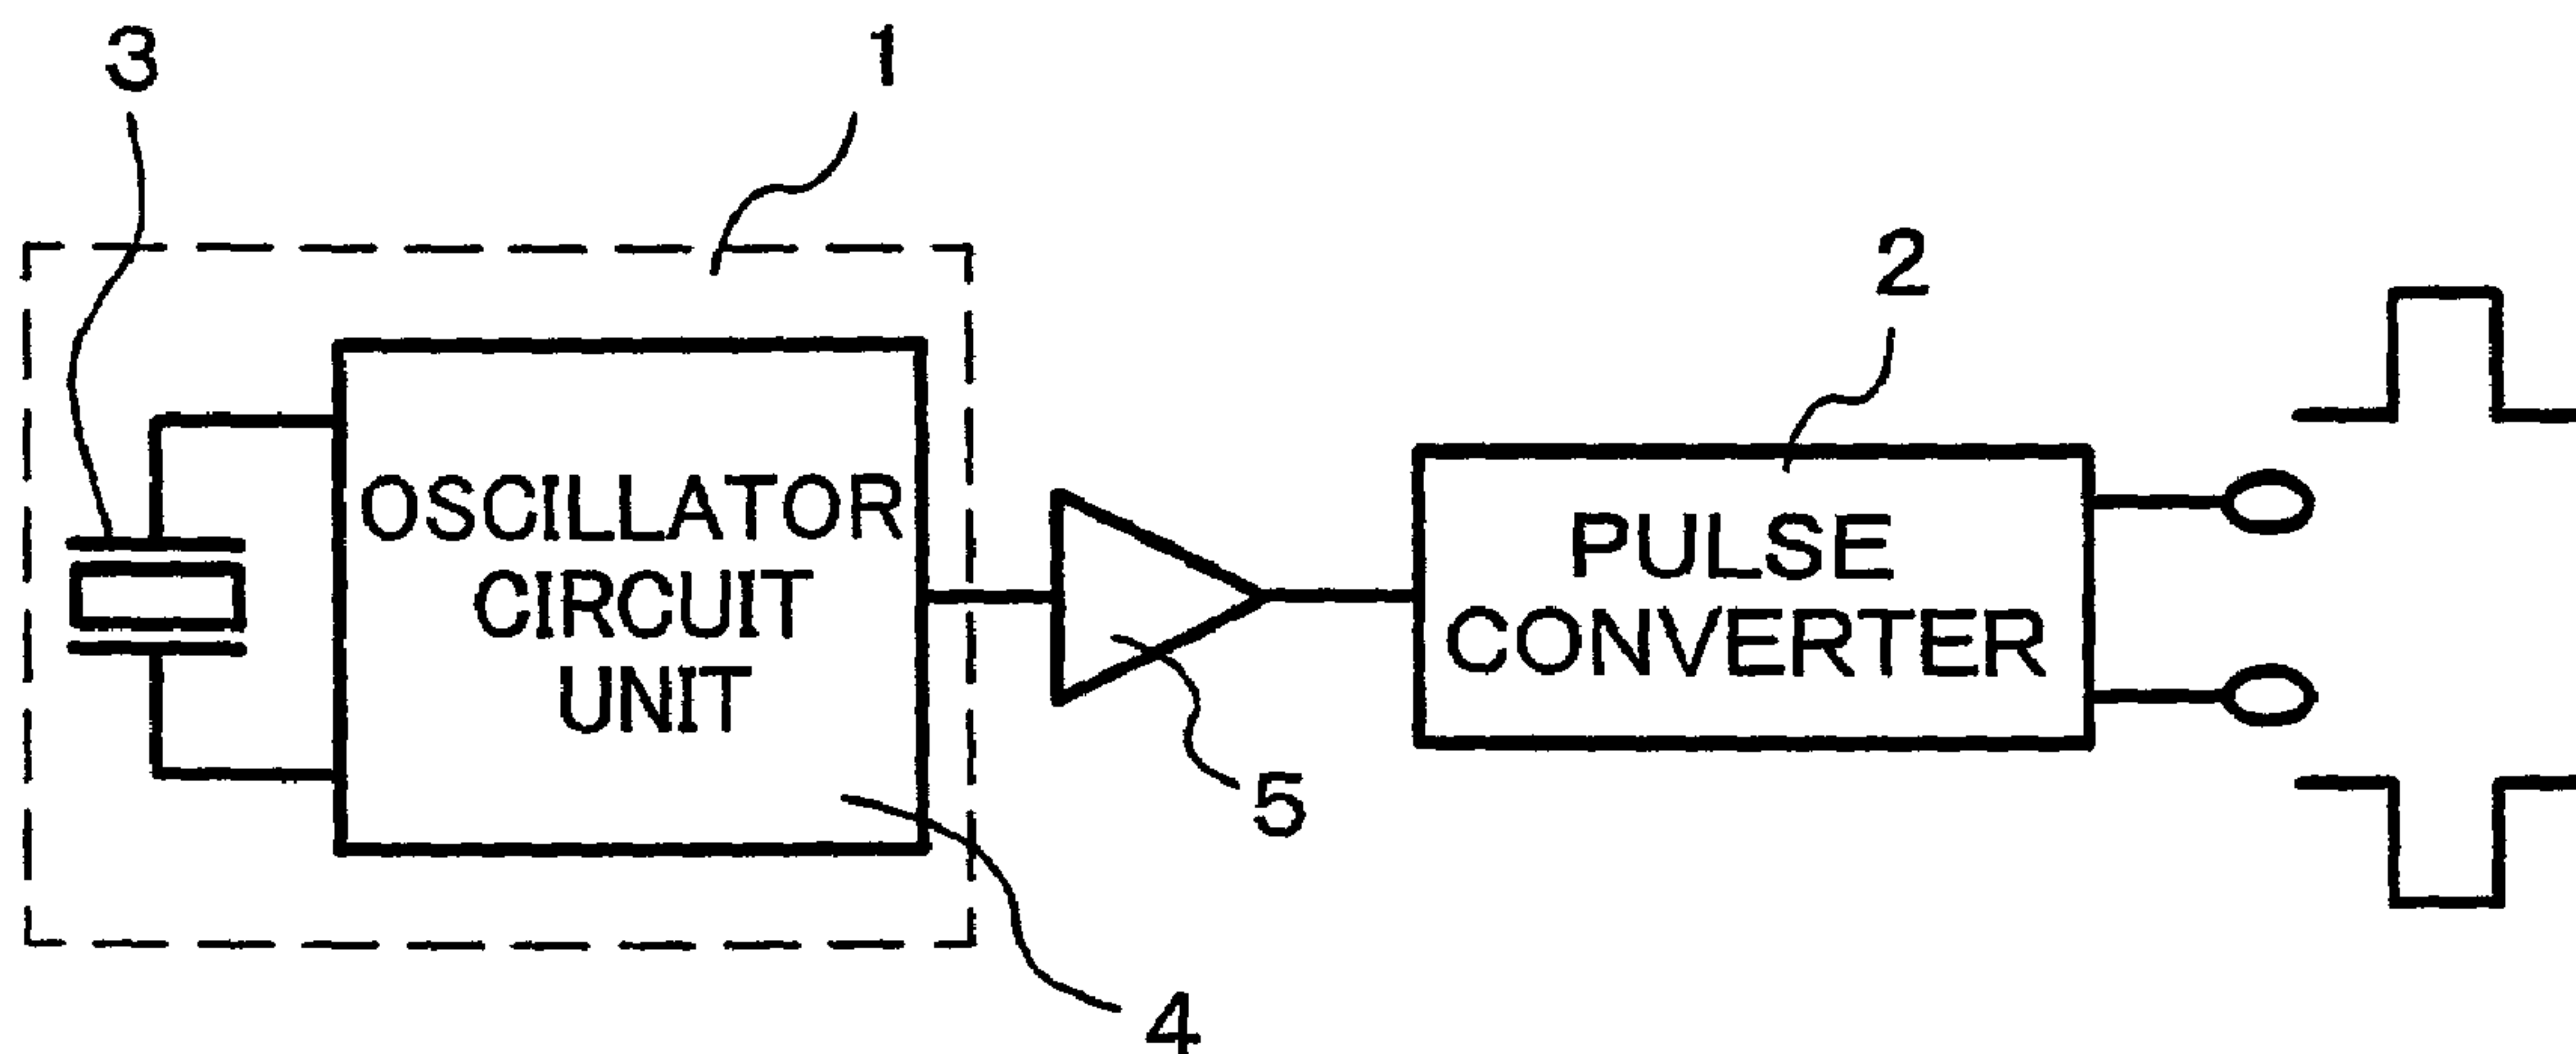 3
1
2
OSCILLATOR
CIRCUIT
UNIT
PULSE
CONVERTER
5
4